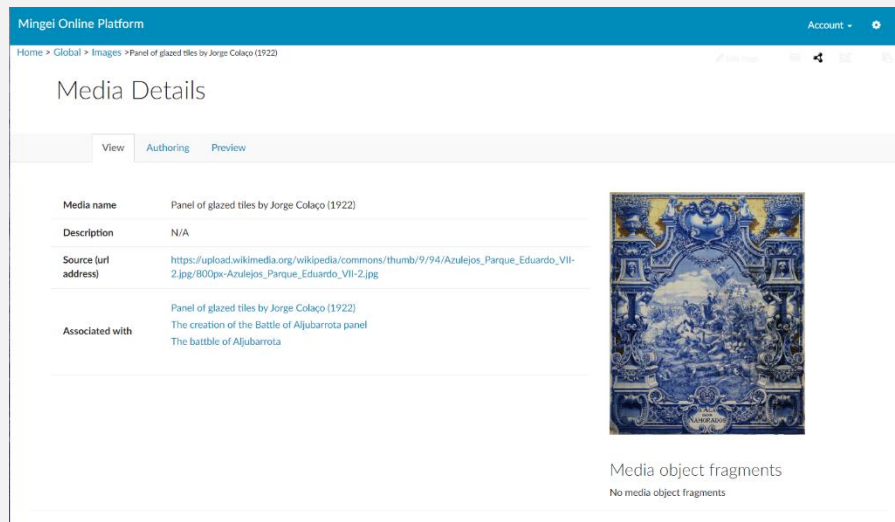 Mingei Online Platform
Account
Home > Global > Images >Panel of glazed tiles by Jorge Colaço (1922)
Media Details
View Authoring Preview
Media name Panel of glazed tiles by Jorge Colaço (1922)
Description N/A
Source (url address) https://upload.wikimedia.org/wikipedia/commons/thumb/9/94/Azulejos_Parque_Eduardo_VII-
2.jpg/800px-Azulejos_Parque_Eduardo_VII-2.jpg
Associated with
Panel of glazed tiles by Jorge Colaço (1922)
The creation of the Battle of Aljubarrota panel
The battble of Aljubarrota
NAMORADOS
Media object fragments
No media object fragments